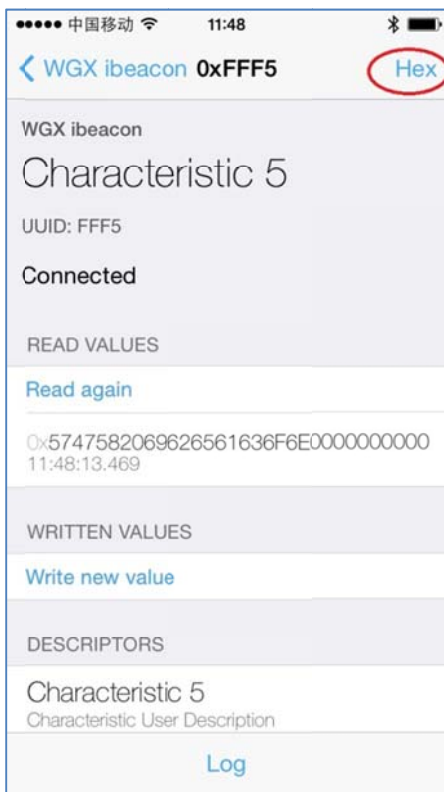 中国移动 11:48
WGX ibeacon 0xFFF5 Hex
WGX ibeacon
Characteristic 5
UUID: FFF5
Connected
READ VALUES
Read again
0x5747582069626561636F6E0000000000
11:48:13.469
WRITTEN VALUES
Write new value
DESCRIPTORS
Characteristic 5
Characteristic User Description
Log